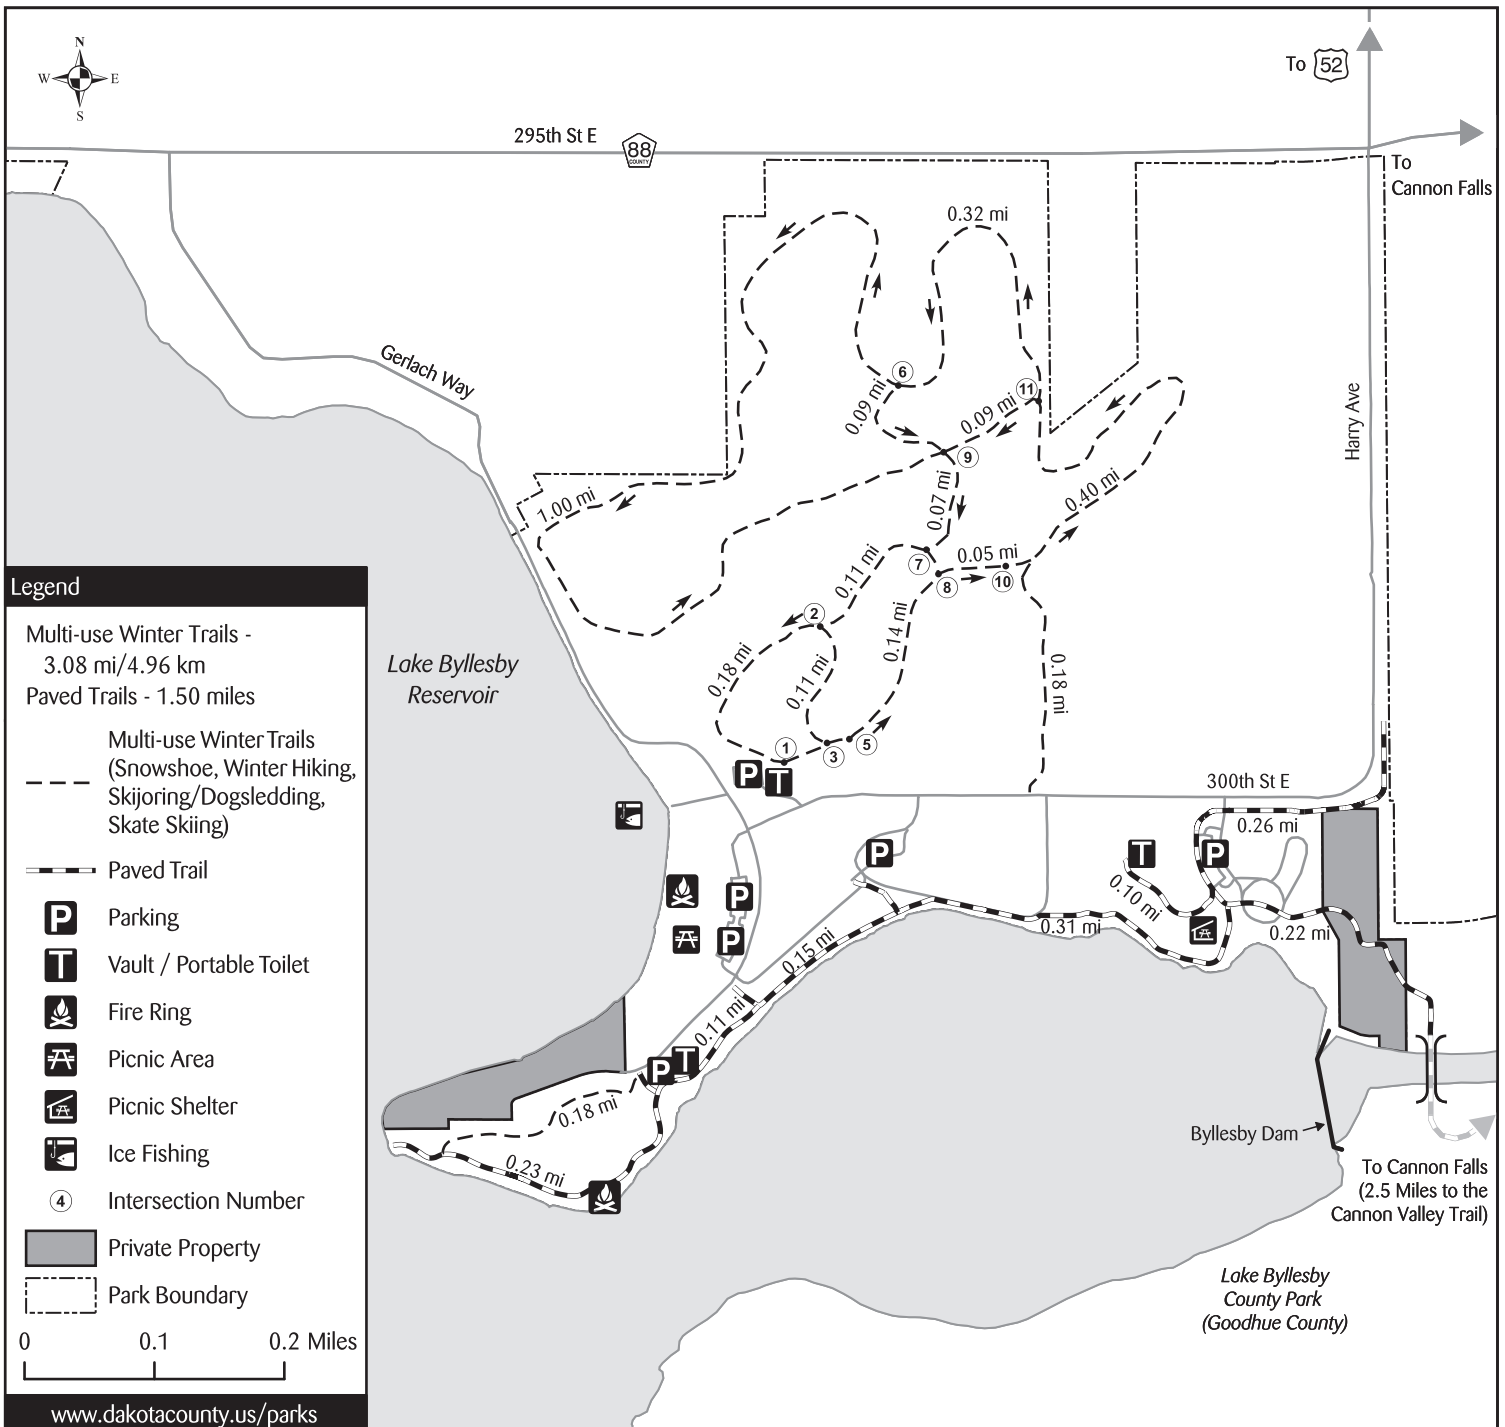 N
W E
S
To 52
295th St E
88
COUNTY
To
Cannon Falls
0.32 mi
Gerlach Way
Harry Ave
6
11
0.09 mi
0.09 mi
9
1.00 mi
0.07 mi
0.40 mi
7
0.05 mi
8
10
0.11 mi
2
0.14 mi
0.18 mi
0.11 mi
0.18 mi
1
3
5
P
T
300th St E
0.26 mi
P
T
P
0.10 mi
P
P
0.31 mi
0.22 mi
0.15 mi
0.11 mi
P
T
0.18 mi
0.23 mi
Lake Byllesby
Reservoir
Byllesby Dam
To Cannon Falls
(2.5 Miles to the
Cannon Valley Trail)
Lake Byllesby
County Park
(Goodhue County)
Legend
Multi-use Winter Trails -
3.08 mi/4.96 km
Paved Trails - 1.50 miles
Multi-use Winter Trails
(Snowshoe, Winter Hiking,
Skijoring/Dogsledding,
Skate Skiing)
Paved Trail
P Parking
T Vault / Portable Toilet
Fire Ring
Picnic Area
Picnic Shelter
Ice Fishing
4 Intersection Number
Private Property
Park Boundary
0 0.1 0.2 Miles
www.dakotacounty.us/parks